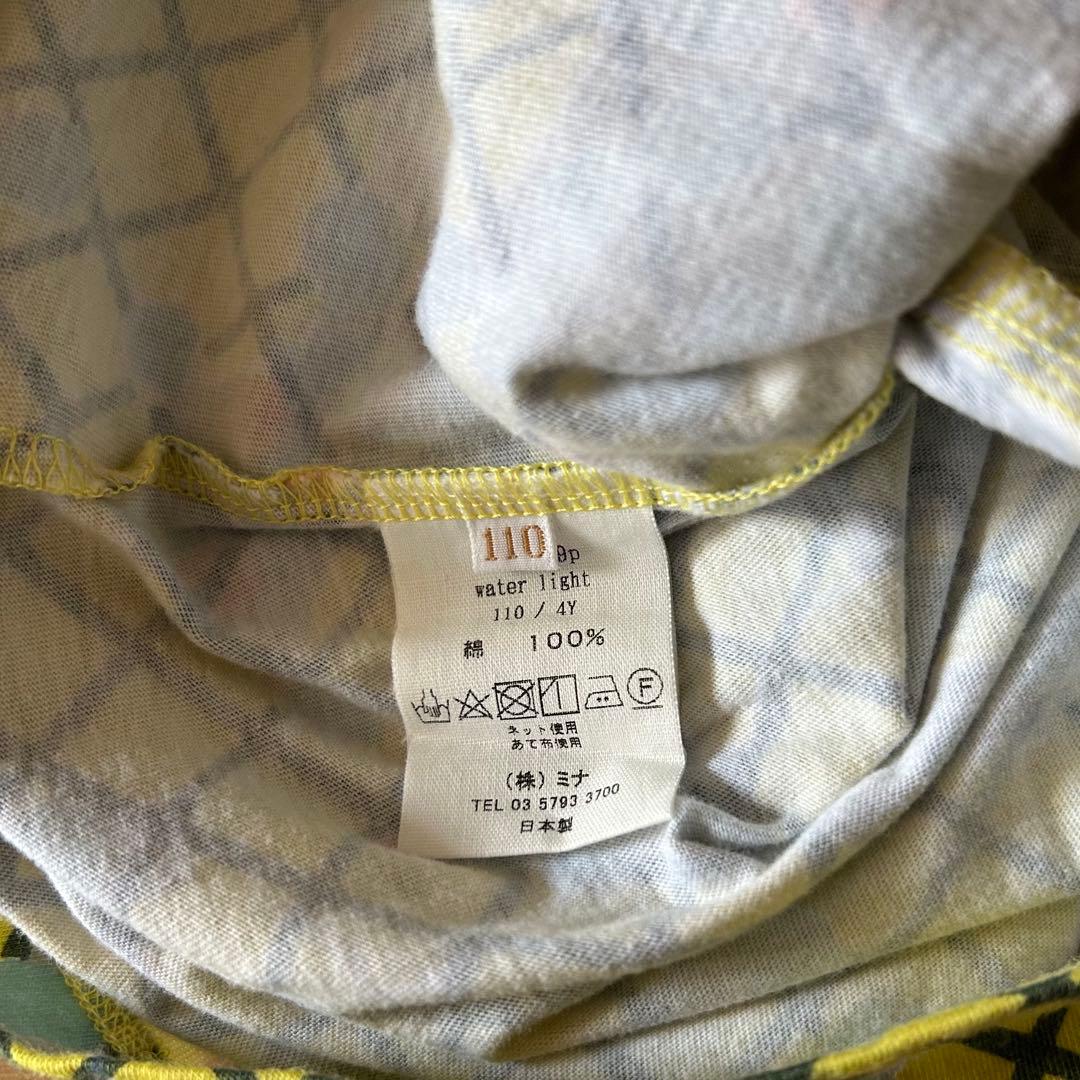 110
9p
water light
110 / 4Y
綿 100%
F
ネット使用
あて布使用
(株) ミナ
TEL 03 5793 3700
日本製